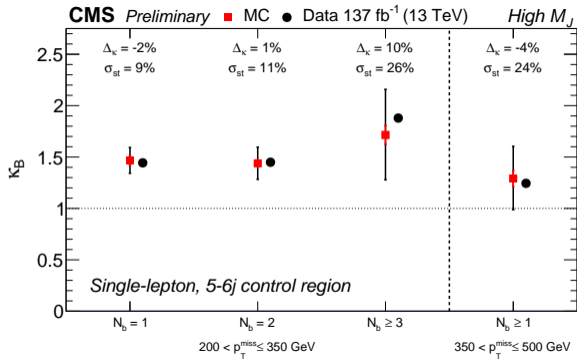 CMS Preliminary MC Data 137 fb⁻¹ (13 TeV) High M_J
Δ_κ = -2% Δ_κ = 1% Δ_κ = 10% Δ_κ = -4%
σ_st = 9% σ_st = 11% σ_st = 26% σ_st = 24%
2.5
2
1.5
1
0.5
0
κ_B
Single-lepton, 5-6j control region
N_b = 1 N_b = 2 N_b ≥ 3 N_b ≥ 1
200 < p_T^miss ≤ 350 GeV 350 < p_T^miss ≤ 500 GeV